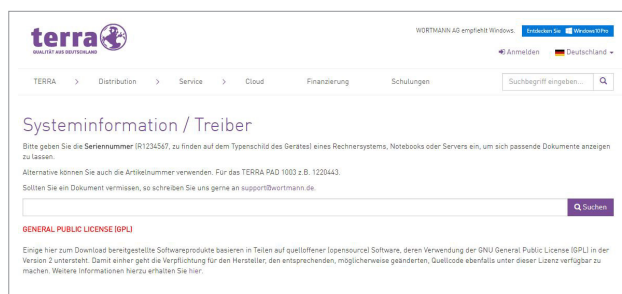 WORTMANN AG empfiehlt Windows. Entdecken Sie Windows 10 Pro
terra
QUALITÄT AUS DEUTSCHLAND
Anmelden Deutschland
TERRA > Distribution > Service > Cloud Finanzierung Schulungen Suchbegriff eingeben...
Systeminformation / Treiber
Bitte geben Sie die Seriennummer (R1234567, zu finden auf dem Typenschild des Gerätes) eines Rechnersystems, Notebooks oder Servers ein, um sich passende Dokumente anzeigen
zu lassen.
Alternative können Sie auch die Artikelnummer verwenden. Für das TERRA PAD 1003 z.B. 1220443.
Sollten Sie ein Dokument vermissen, so schreiben Sie uns gerne an support@wortmann.de.
Suchen
GENERAL PUBLIC LICENSE (GPL)
Einige hier zum Download bereitgestellte Softwareprodukte basieren in Teilen auf quelloffener (opensource) Software, deren Verwendung der GNU General Public License (GPL) in der
Version 2 untersteht. Damit einher geht die Verpflichtung für den Hersteller, den entsprechenden, möglicherweise geänderten, Quellcode ebenfalls unter dieser Lizenz verfügbar zu
machen. Weitere Informationen hierzu erhalten Sie hier.